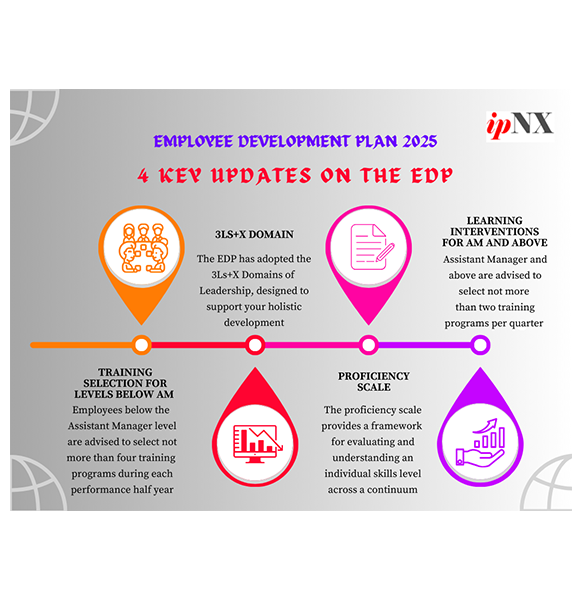 ipNX
EMPLOYEE DEVELOPMENT PLAN 2025
4 KEY UPDATES ON THE EDP
3LS+X DOMAIN
The EDP has adopted the
3Ls+X Domains of
Leadership, designed to
support your holistic
development
LEARNING
INTERVENTIONS
FOR AM AND ABOVE
Assistant Manager and
above are advised to
select not more
than two training
programs per quarter
TRAINING
SELECTION FOR
LEVELS BELOW AM
Employees below the
Assistant Manager level
are advised to select not
more than four training
programs during each
performance half year
PROFICIENCY
SCALE
The proficiency scale
provides a framework
for evaluating and
understanding an
individual skills level
across a continuum